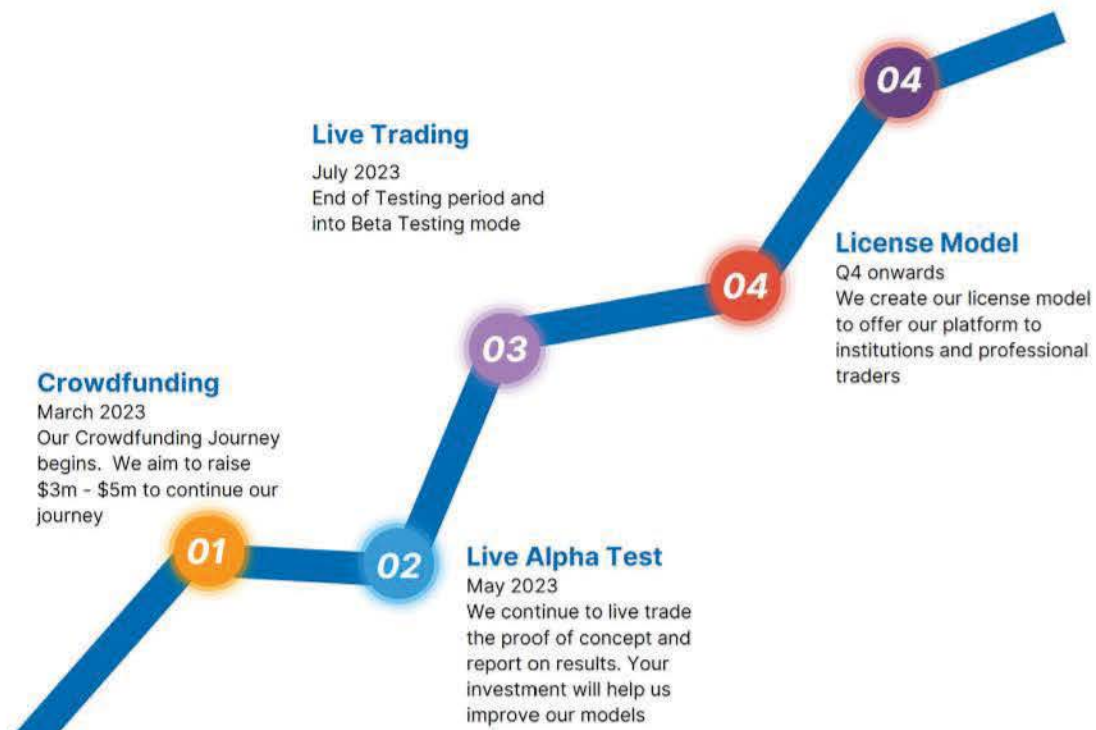 Crowdfunding
March 2023
Our Crowdfunding Journey
begins.  We aim to raise
$3m - $5m to continue our
journey
01
02
Live Alpha Test
May 2023
We continue to live trade
the proof of concept and
report on results. Your
investment will help us
improve our models
Live Trading
July 2023
End of Testing period and
into Beta Testing mode
03
04
License Model
Q4 onwards
We create our license model
to offer our platform to
institutions and professional
traders
04